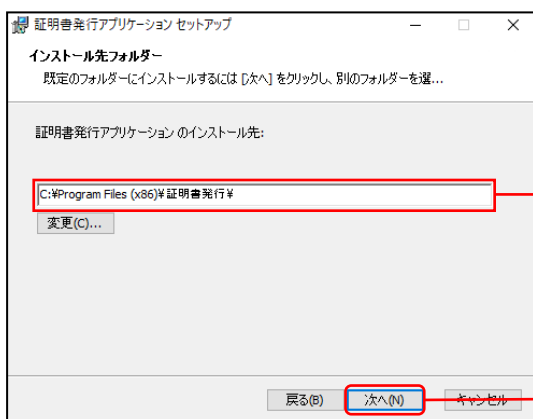 証明書発行アプリケーション セットアップ
インストール先フォルダー
既定のフォルダーにインストールするには [次へ] をクリックし、別のフォルダーを選...
証明書発行アプリケーション のインストール先:
C:¥Program Files (x86)¥証明書発行¥
変更(C)...
戻る(B) 次へ(N) キャンセル